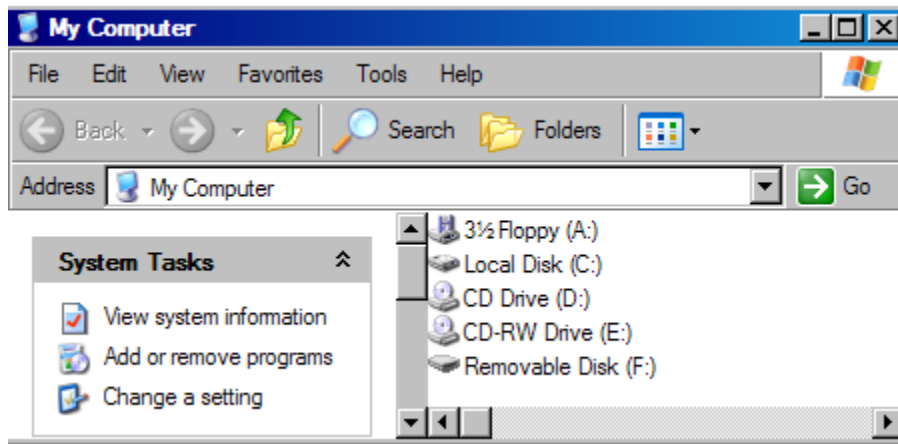 My Computer
File Edit View Favorites Tools Help
Back Search Folders
Address My Computer Go
System Tasks
View system information
Add or remove programs
Change a setting
3½ Floppy (A:)
Local Disk (C:)
CD Drive (D:)
CD-RW Drive (E:)
Removable Disk (F:)